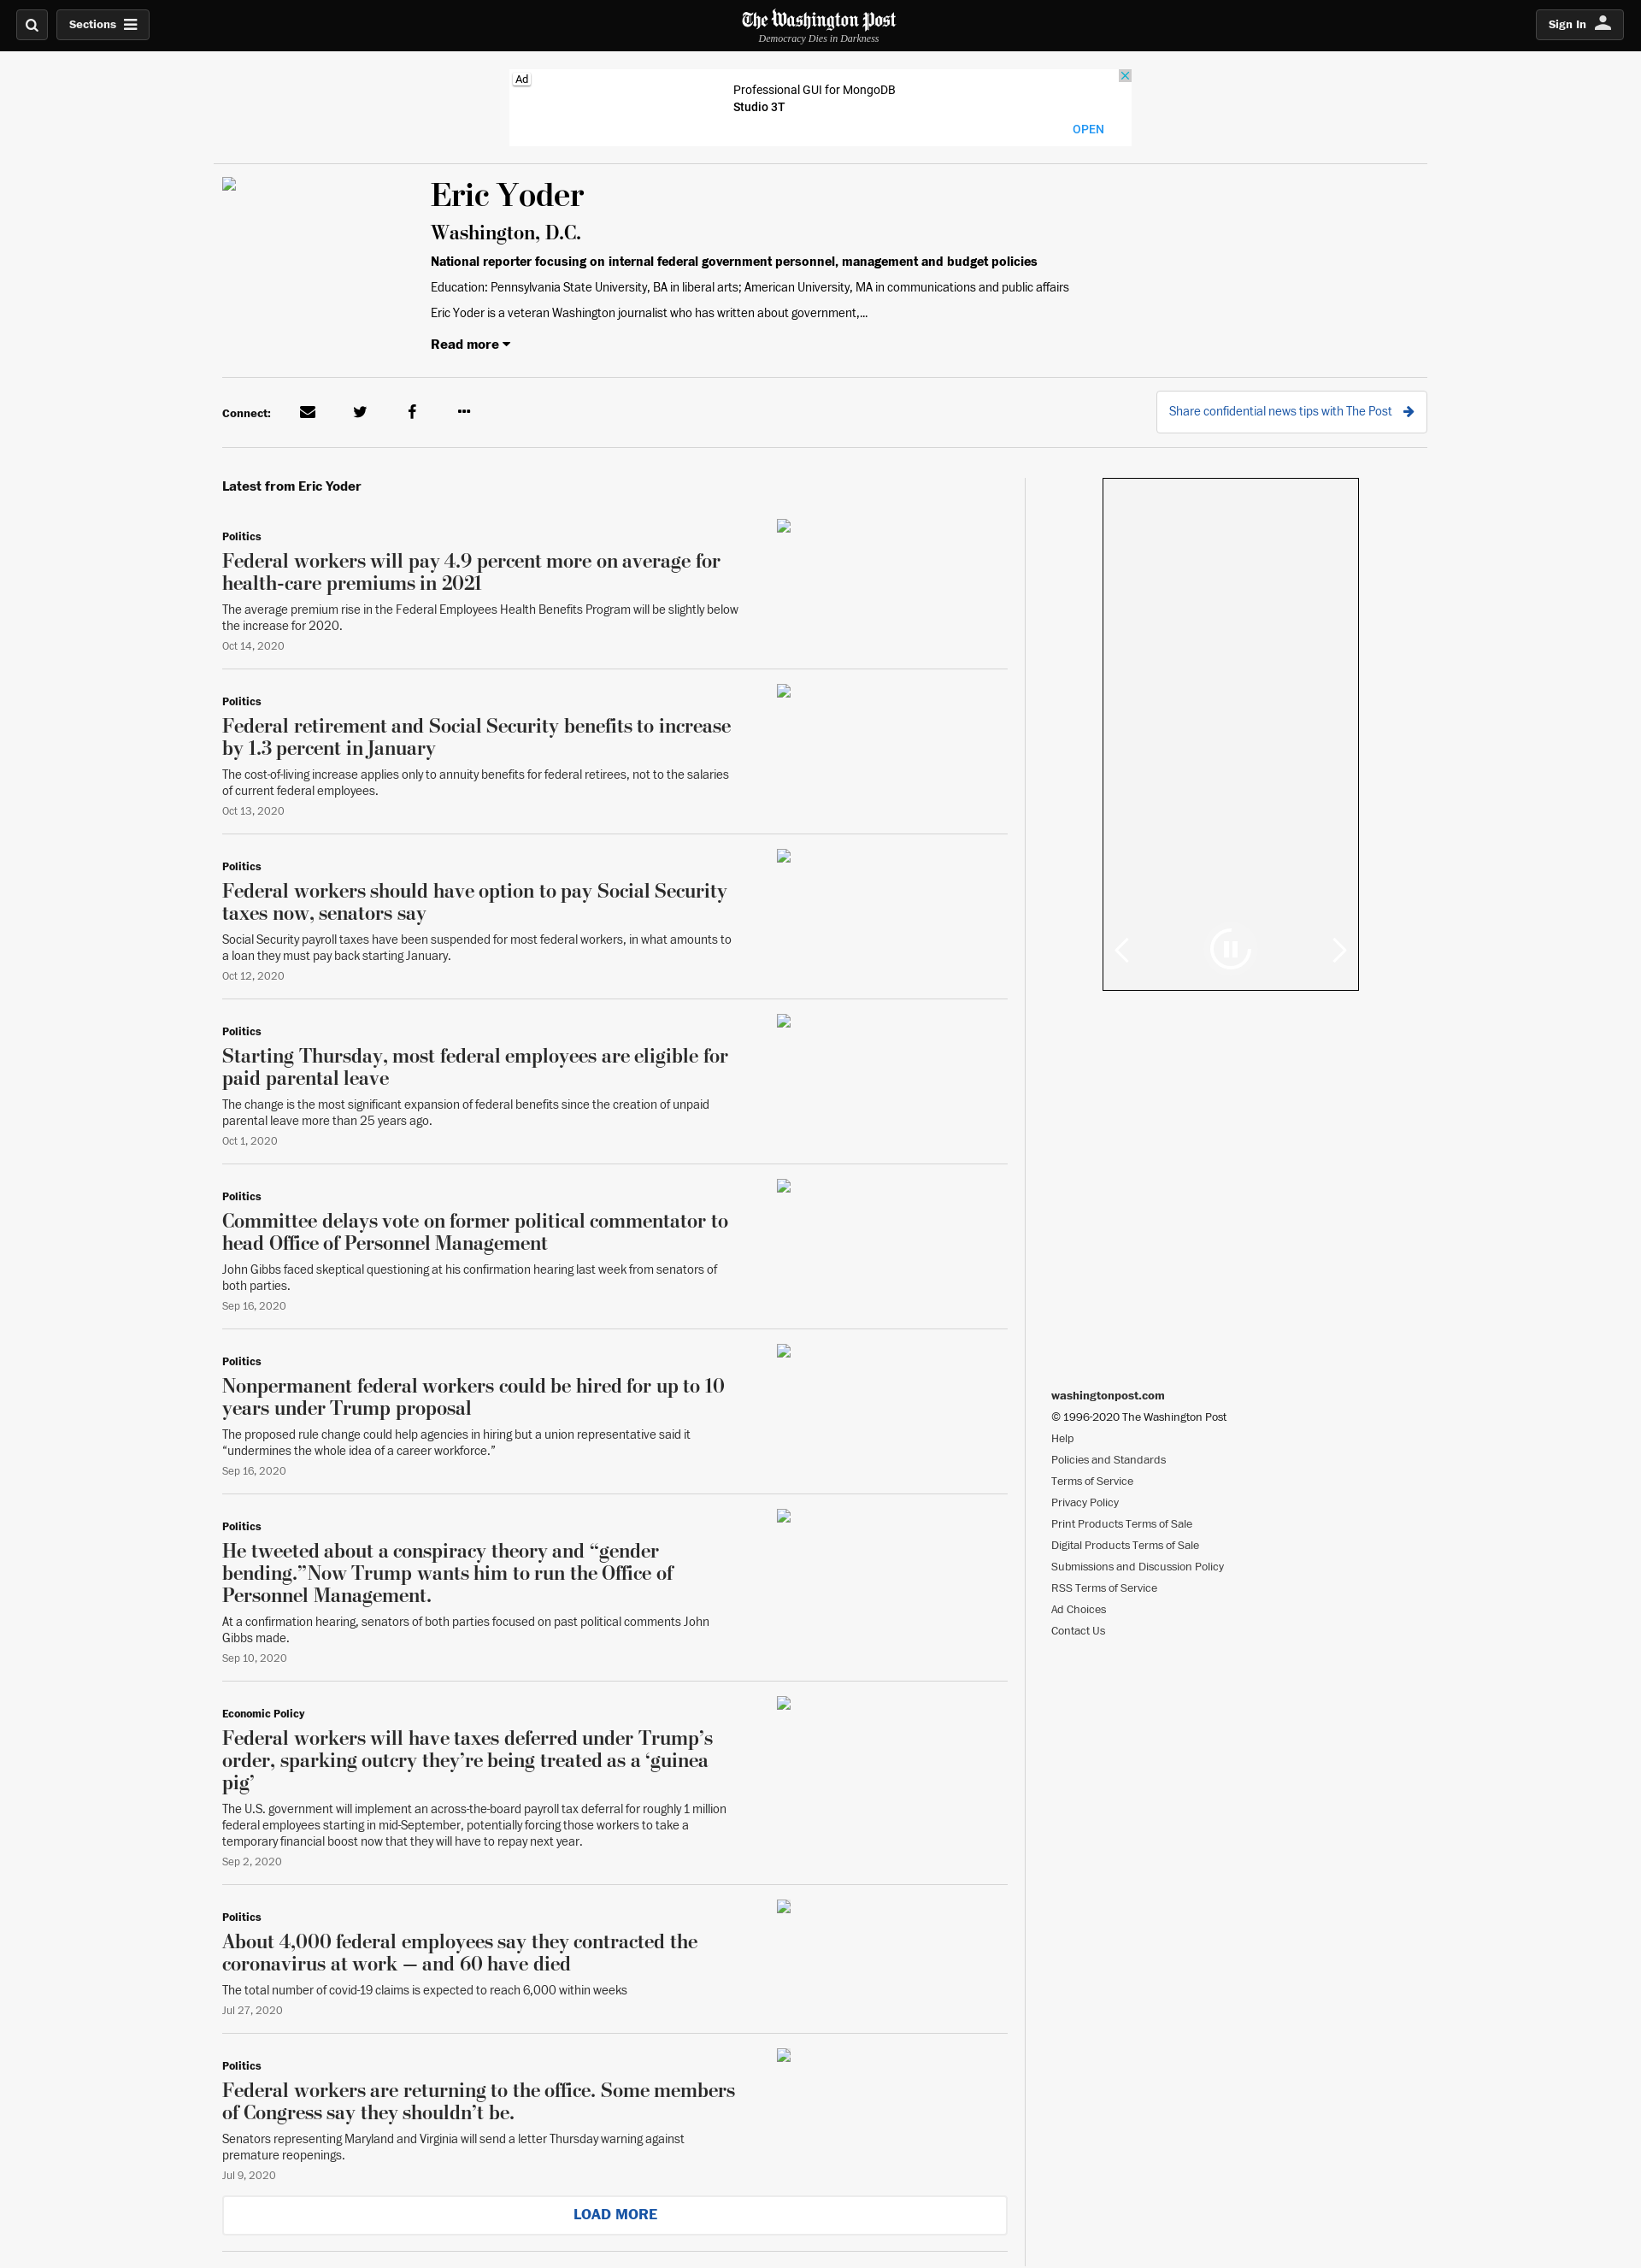 Sections
The Washington Post
Democracy Dies in Darkness
Sign In
Ad
Professional GUI for MongoDB
Studio 3T
OPEN
Eric Yoder
Washington, D.C.
National reporter focusing on internal federal government personnel, management and budget policies
Education: Pennsylvania State University, BA in liberal arts; American University, MA in communications and public affairs
Eric Yoder is a veteran Washington journalist who has written about government,...
Read more
Connect:
Share confidential news tips with The Post
Latest from Eric Yoder
Politics
Federal workers will pay 4.9 percent more on average for
health-care premiums in 2021
The average premium rise in the Federal Employees Health Benefits Program will be slightly below
the increase for 2020.
Oct 14, 2020
Politics
Federal retirement and Social Security benefits to increase
by 1.3 percent in January
The cost-of-living increase applies only to annuity benefits for federal retirees, not to the salaries
of current federal employees.
Oct 13, 2020
Politics
Federal workers should have option to pay Social Security
taxes now, senators say
Social Security payroll taxes have been suspended for most federal workers, in what amounts to
a loan they must pay back starting January.
Oct 12, 2020
Politics
Starting Thursday, most federal employees are eligible for
paid parental leave
The change is the most significant expansion of federal benefits since the creation of unpaid
parental leave more than 25 years ago.
Oct 1, 2020
Politics
Committee delays vote on former political commentator to
head Office of Personnel Management
John Gibbs faced skeptical questioning at his confirmation hearing last week from senators of
both parties.
Sep 16, 2020
Politics
Nonpermanent federal workers could be hired for up to 10
years under Trump proposal
The proposed rule change could help agencies in hiring but a union representative said it
“undermines the whole idea of a career workforce.”
Sep 16, 2020
Politics
He tweeted about a conspiracy theory and “gender
bending.” Now Trump wants him to run the Office of
Personnel Management.
At a confirmation hearing, senators of both parties focused on past political comments John
Gibbs made.
Sep 10, 2020
Economic Policy
Federal workers will have taxes deferred under Trump’s
order, sparking outcry they’re being treated as a ‘guinea
pig’
The U.S. government will implement an across-the-board payroll tax deferral for roughly 1 million
federal employees starting in mid-September, potentially forcing those workers to take a
temporary financial boost now that they will have to repay next year.
Sep 2, 2020
Politics
About 4,000 federal employees say they contracted the
coronavirus at work — and 60 have died
The total number of covid-19 claims is expected to reach 6,000 within weeks
Jul 27, 2020
Politics
Federal workers are returning to the office. Some members
of Congress say they shouldn’t be.
Senators representing Maryland and Virginia will send a letter Thursday warning against
premature reopenings.
Jul 9, 2020
LOAD MORE
washingtonpost.com
© 1996-2020 The Washington Post
Help
Policies and Standards
Terms of Service
Privacy Policy
Print Products Terms of Sale
Digital Products Terms of Sale
Submissions and Discussion Policy
RSS Terms of Service
Ad Choices
Contact Us